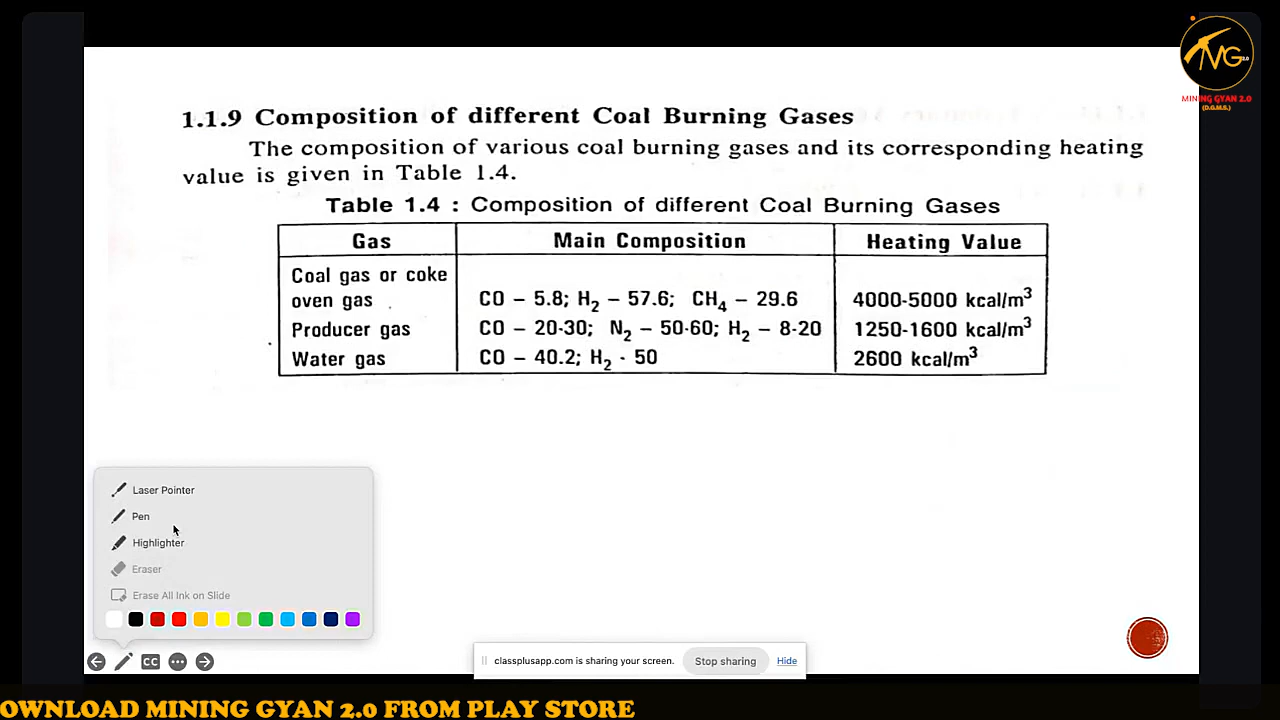 TMG 2.0
MINING GYAN 2.0
(D.G.M.S.)
1.1.9 Composition of different Coal Burning Gases
The composition of various coal burning gases and its corresponding heating
value is given in Table 1.4.
Table 1.4 : Composition of different Coal Burning Gases
Gas Main Composition Heating Value
Coal gas or coke
oven gas CO – 5.8; H₂ – 57.6; CH₄ – 29.6 4000-5000 kcal/m³
Producer gas CO – 20-30; N₂ – 50-60; H₂ – 8-20 1250-1600 kcal/m³
Water gas CO – 40.2; H₂ - 50 2600 kcal/m³
Laser Pointer
Pen
Highlighter
Eraser
Erase All Ink on Slide
CC
classplusapp.com is sharing your screen. Stop sharing Hide
OWNLOAD MINING GYAN 2.0 FROM PLAY STORE